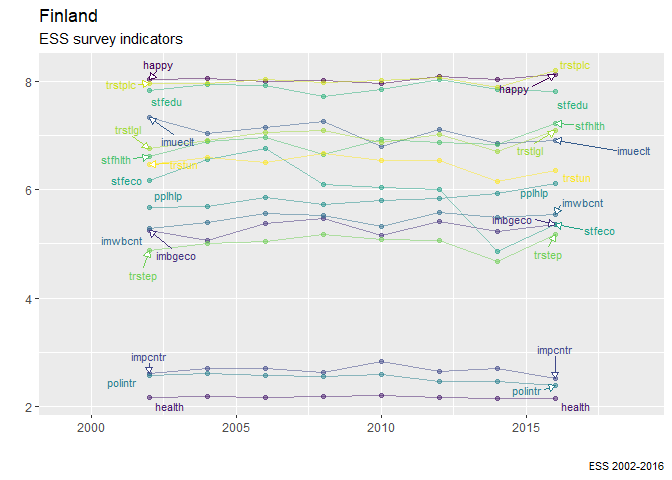 Finland
ESS survey indicators
happy
trstplc
trstplc
happy
8
stfedu
stfedu
trstlgl
imueclt
stfhlth
trstlgl
imueclt
stfhlth
trstun
trstun
stfeco
6
pplhlp
pplhlp
imwbcnt
imbgeco
stfeco
imwbcnt
imbgeco
trstep
trstep
4
impcntr
impcntr
polintr
polintr
2
health
health
2000
2005
2010
2015
ESS 2002-2016